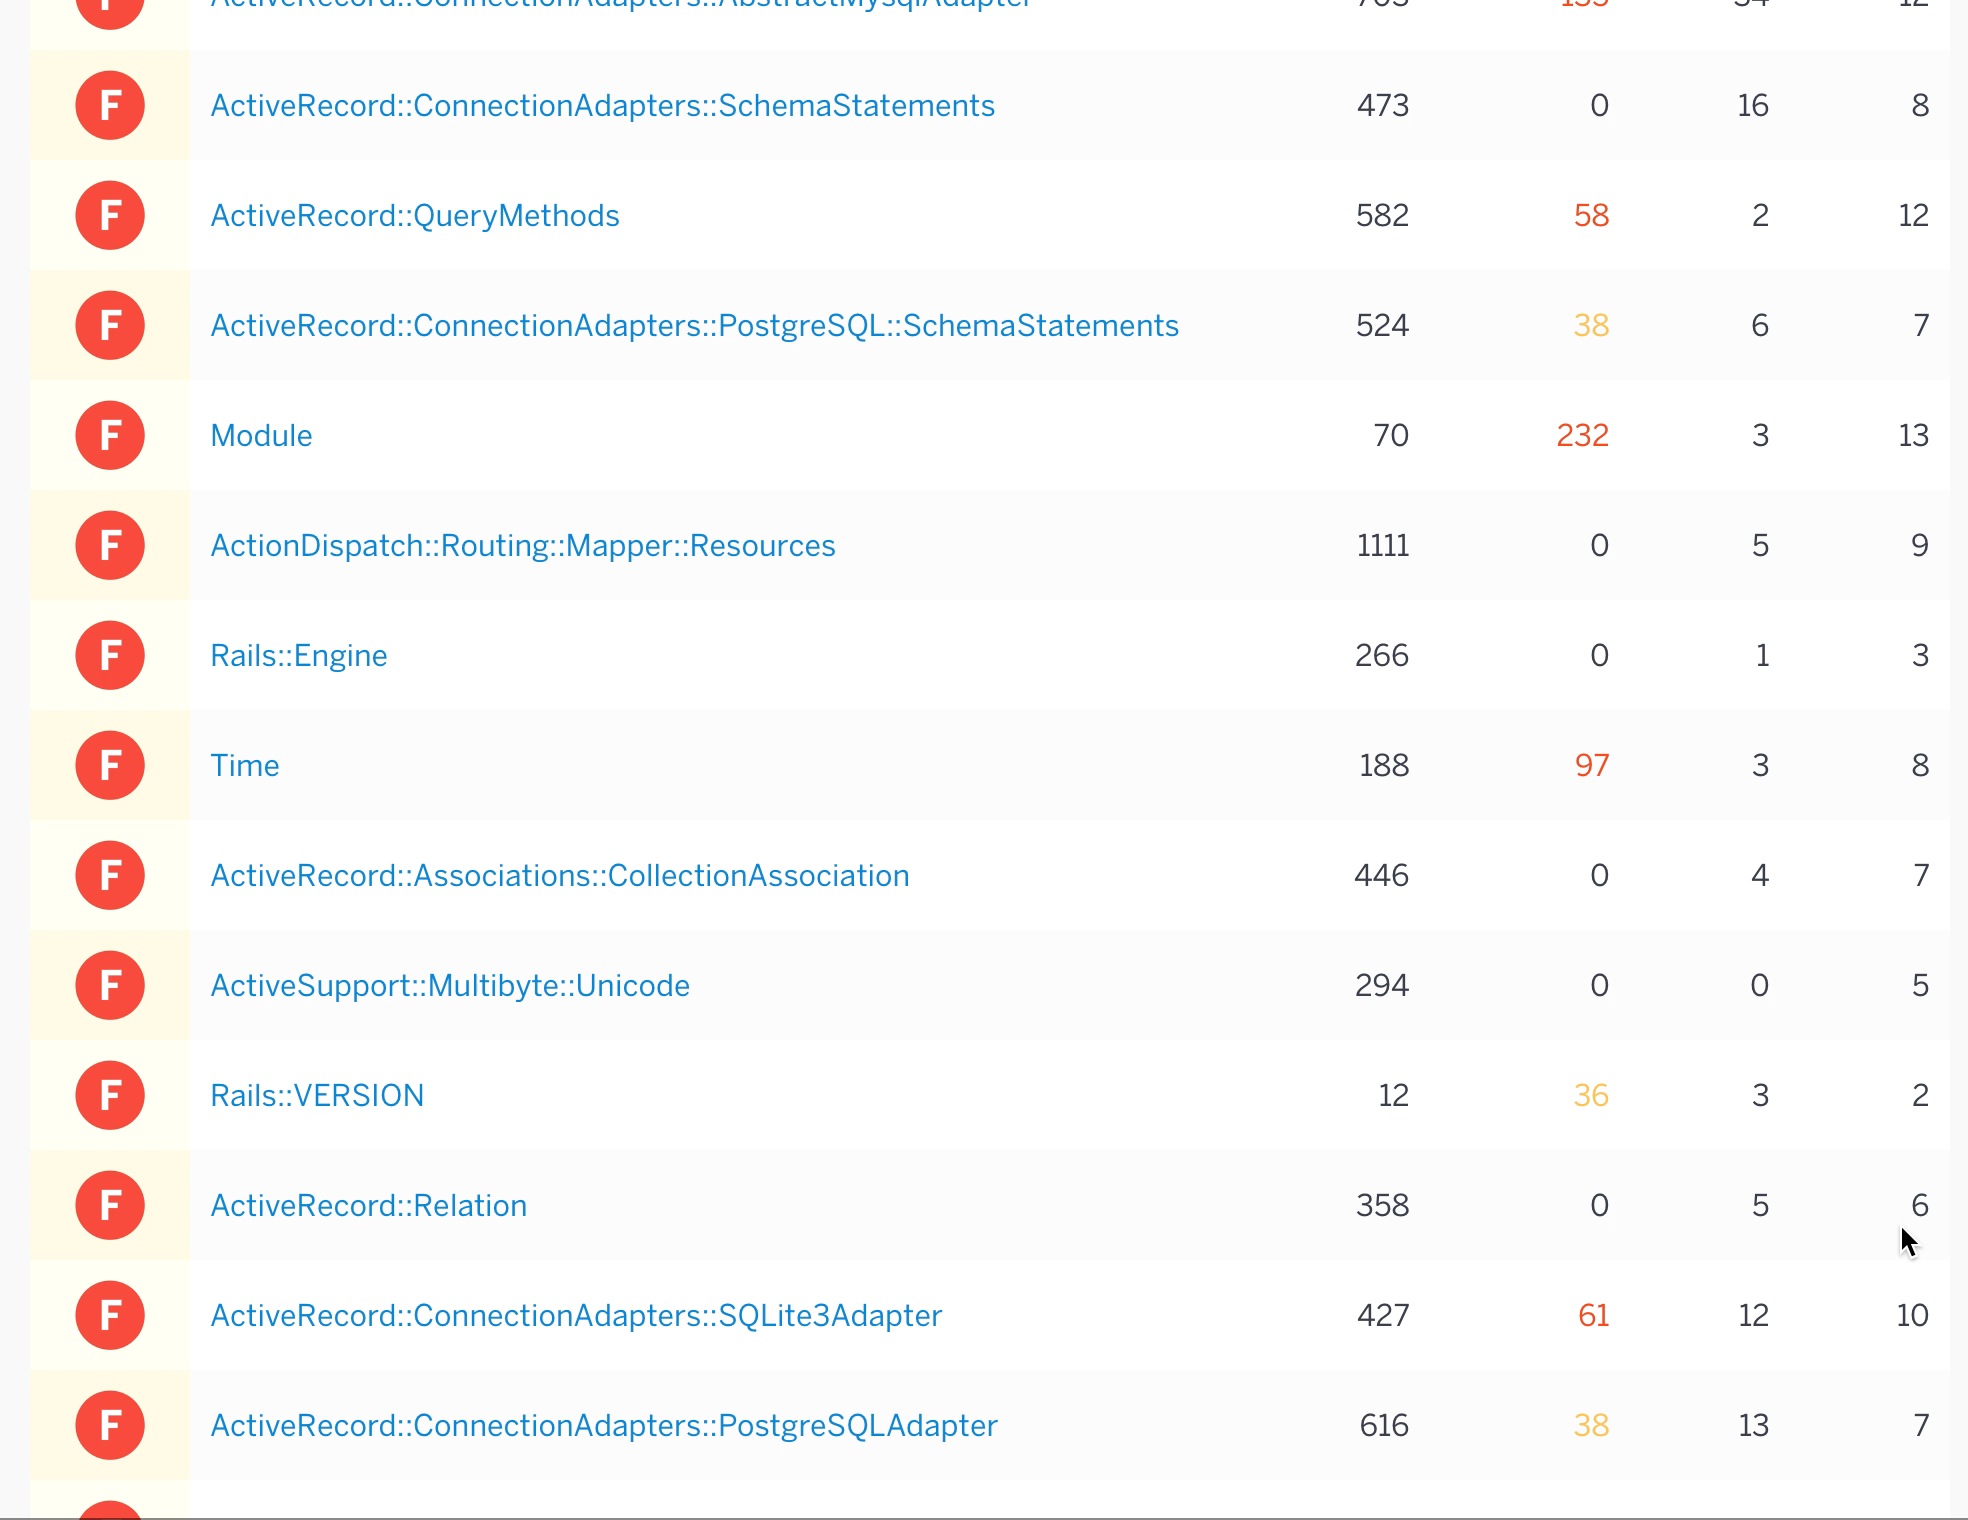 ActiveRecord::ConnectionAdapters::AbstractMysqlAdapter 12
F ActiveRecord::ConnectionAdapters::SchemaStatements 473 0 16 8
F ActiveRecord::QueryMethods 582 58 2 12
F ActiveRecord::ConnectionAdapters::PostgreSQL::SchemaStatements 524 38 6 7
F Module 70 232 3 13
F ActionDispatch::Routing::Mapper::Resources 1111 0 5 9
F Rails::Engine 266 0 1 3
F Time 188 97 3 8
F ActiveRecord::Associations::CollectionAssociation 446 0 4 7
F ActiveSupport::Multibyte::Unicode 294 0 0 5
F Rails::VERSION 12 36 3 2
F ActiveRecord::Relation 358 0 5 6
F ActiveRecord::ConnectionAdapters::SQLite3Adapter 427 61 12 10
F ActiveRecord::ConnectionAdapters::PostgreSQLAdapter 616 38 13 7